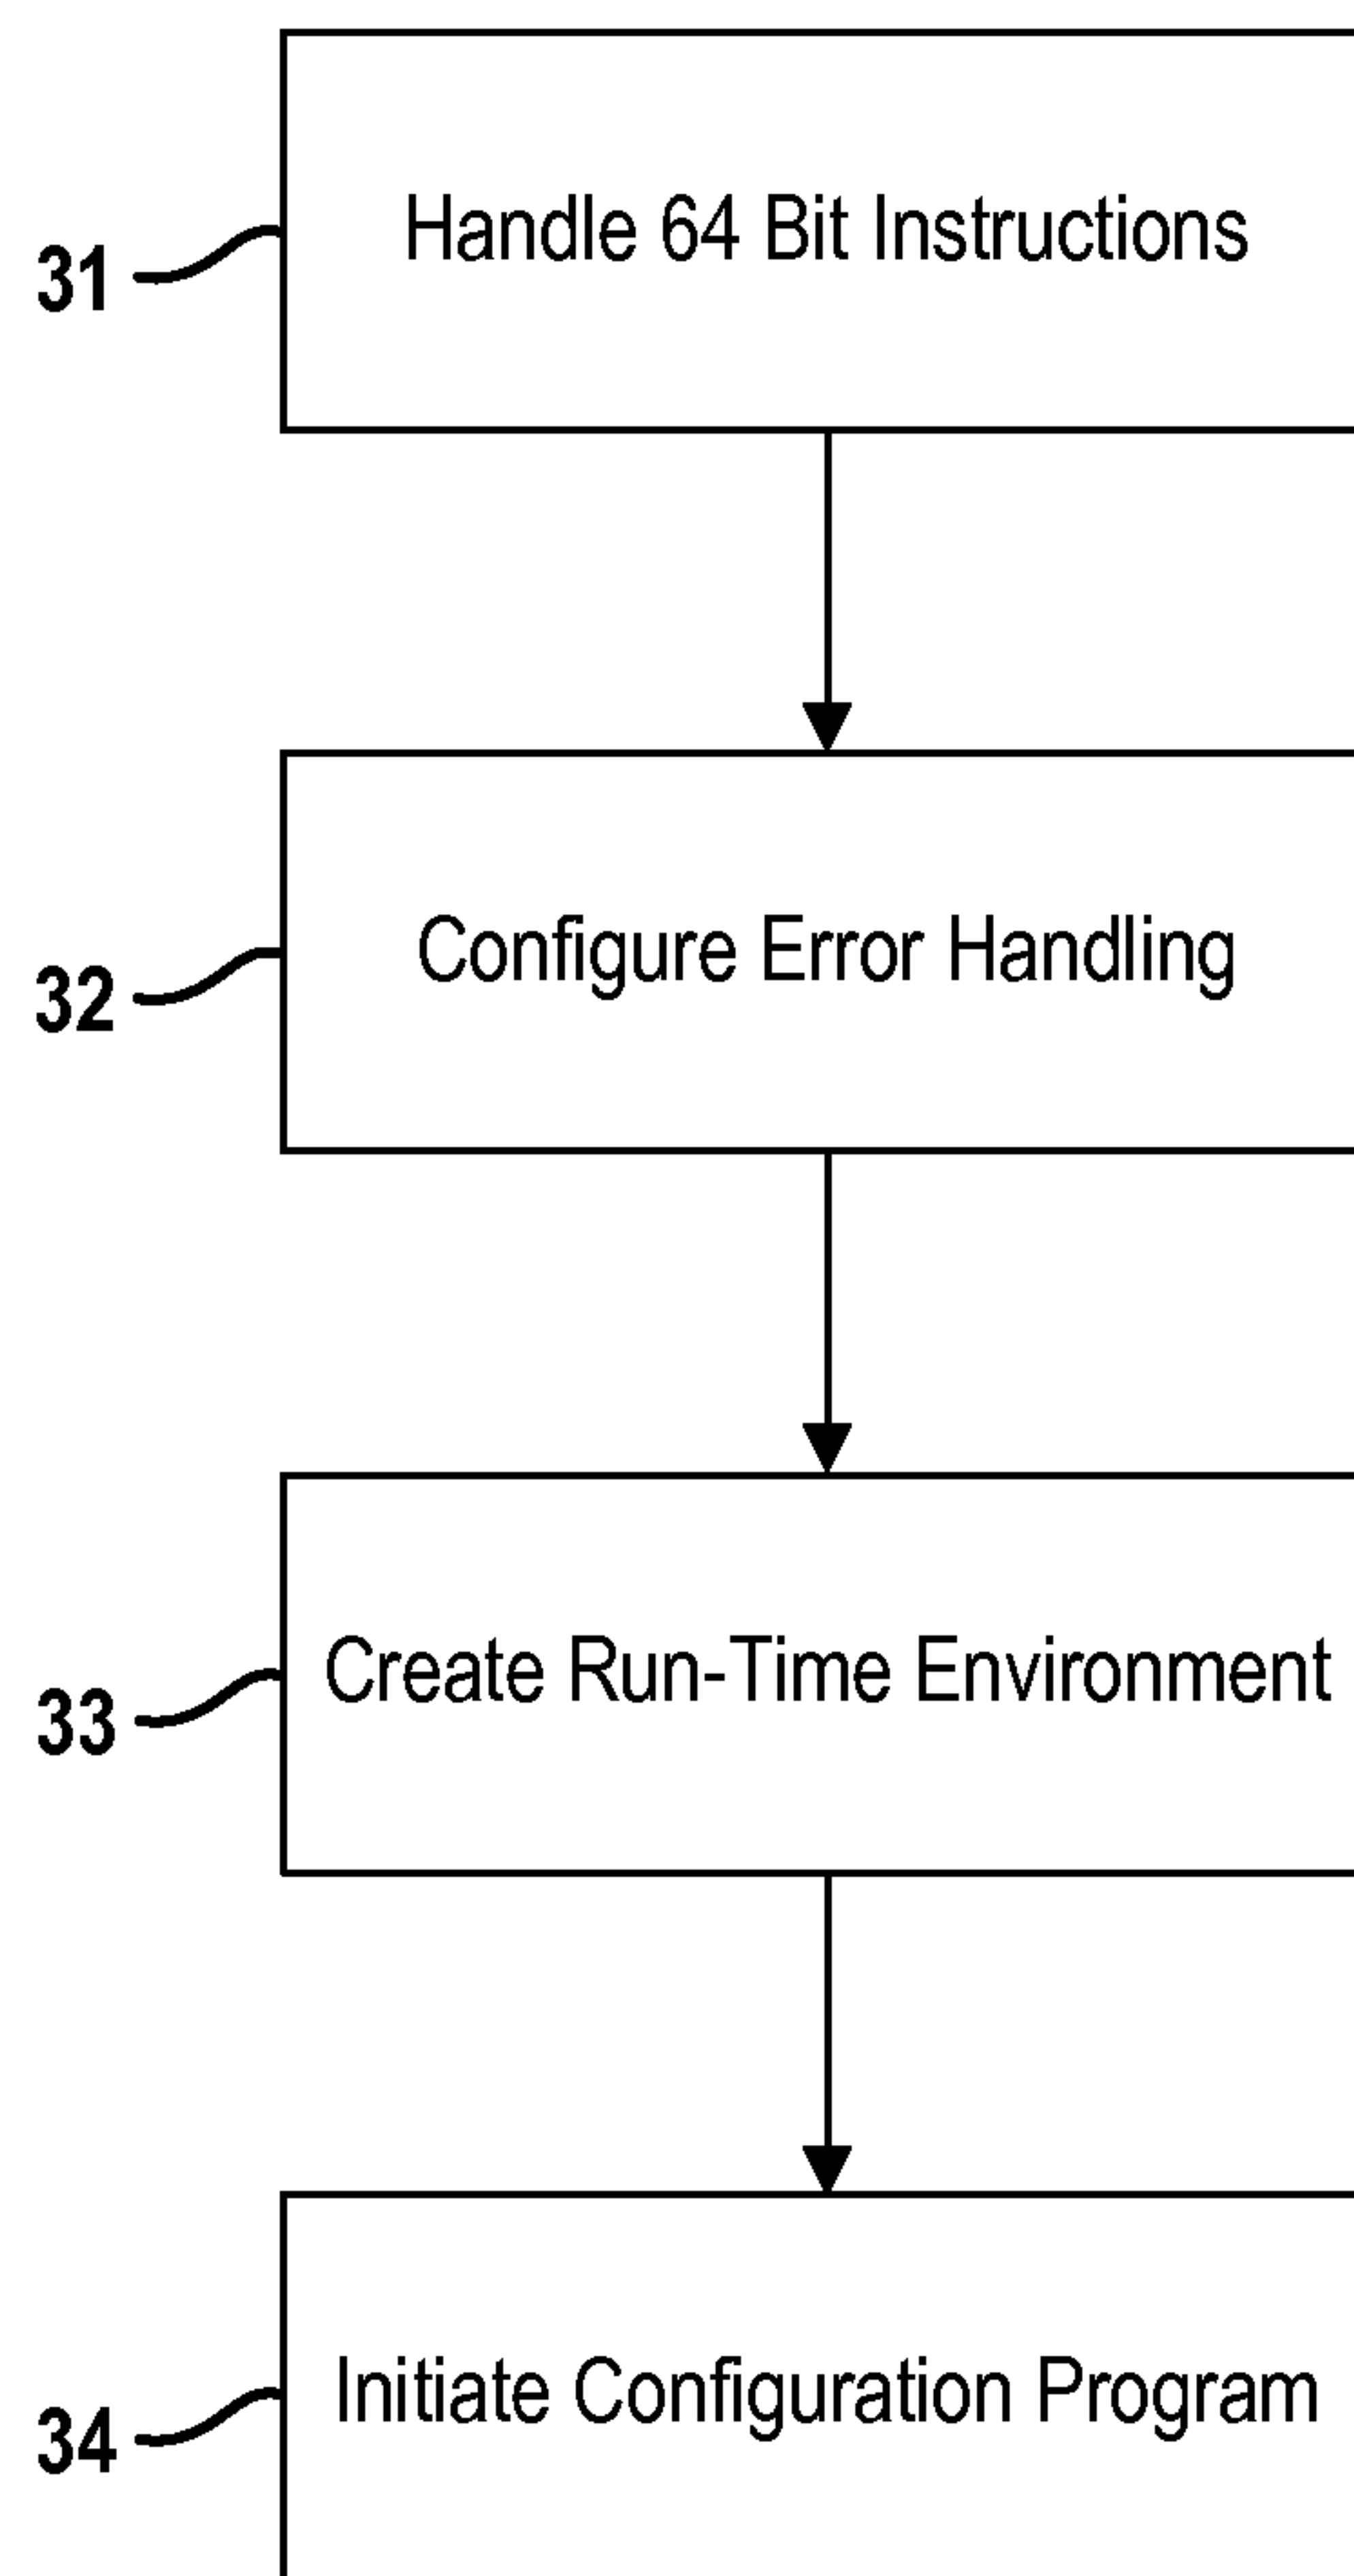 Handle 64 Bit Instructions
31
Configure Error Handling
32
Create Run-Time Environment
33
Initiate Configuration Program
34